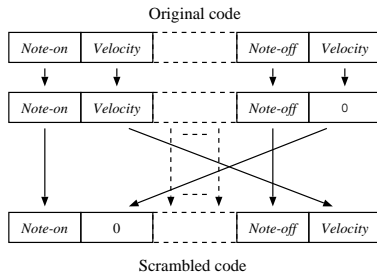 Original code
Note-on Velocity Note-off Velocity
Note-on Velocity Note-off 0
Note-on 0 Note-off Velocity
Scrambled code